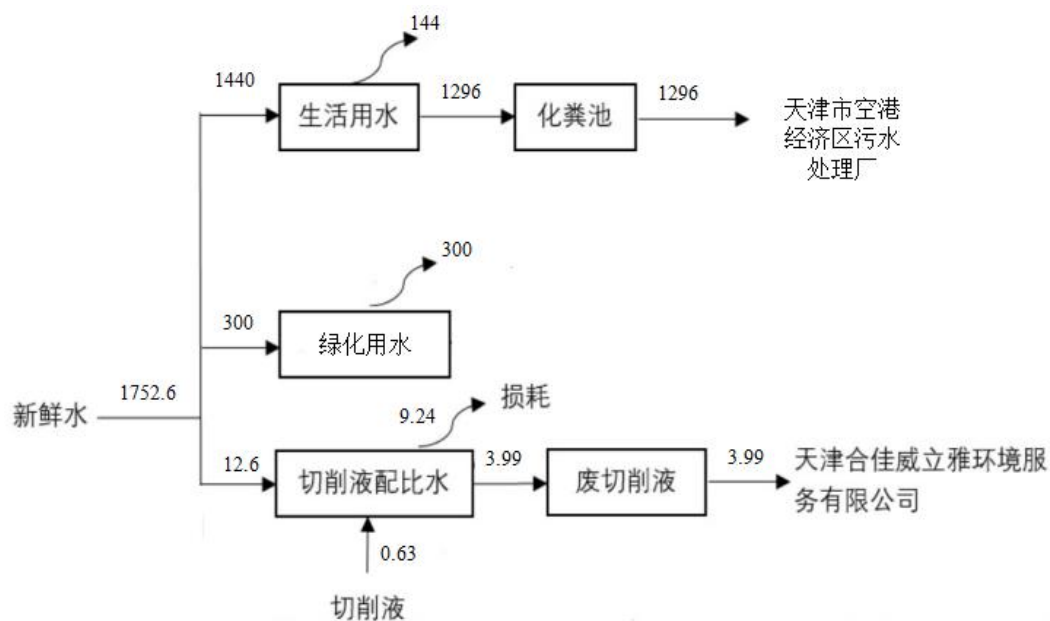 144
1440
生活用水
1296
化粪池
1296
天津市空港
经济区污水
处理厂
300
300
绿化用水
新鲜水
1752.6
9.24
损耗
12.6
切削液配比水
3.99
废切削液
3.99
天津合佳威立雅环境服
务有限公司
0.63
切削液